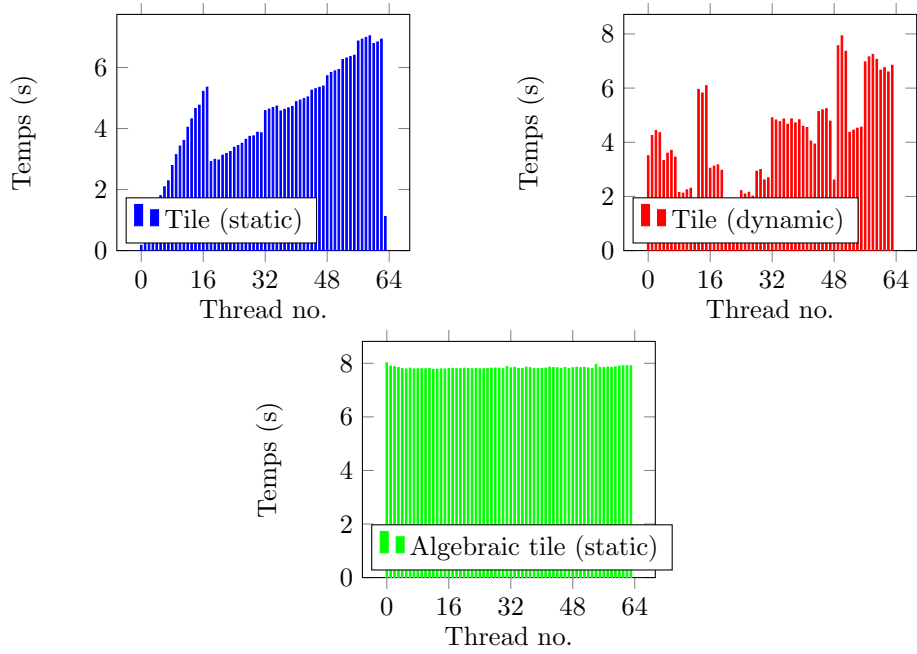 6
4
2
0
Temps (s)
Tile (static)
0 16 32 48 64
Thread no.
8
6
4
2
0
Temps (s)
Tile (dynamic)
0 16 32 48 64
Thread no.
8
6
4
2
0
Temps (s)
Algebraic tile (static)
0 16 32 48 64
Thread no.